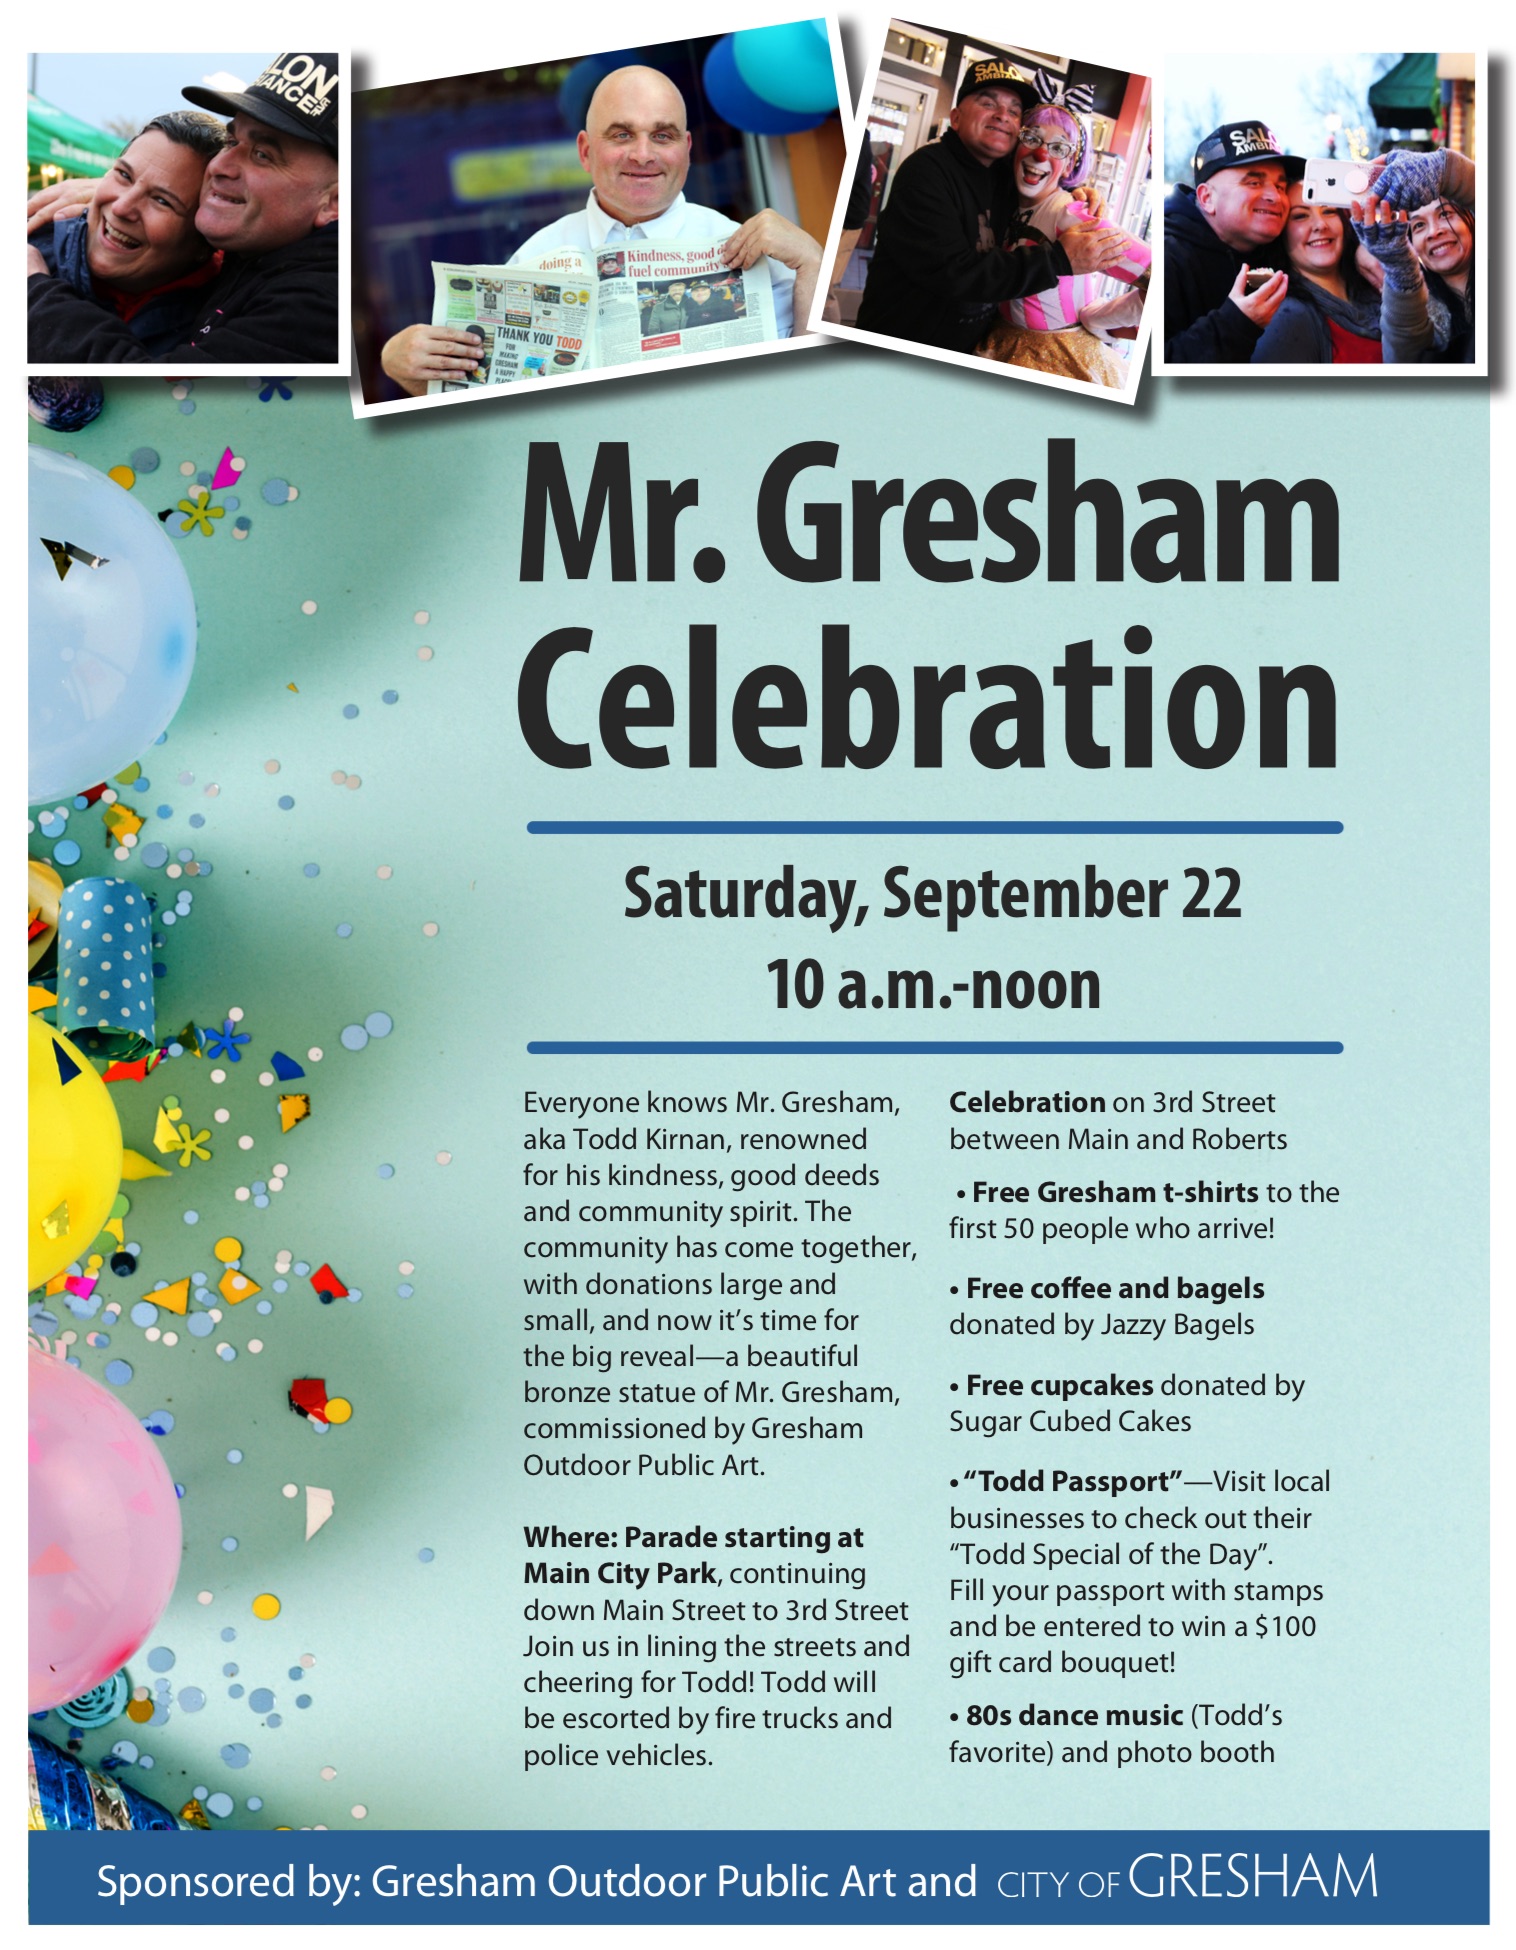 LON
SALO
AMBIA
SALO
AMBIA
doing a
Kindness, good
fuel community
THANK YOU TODD
FOR
MAKING
GRESHAM
A HAPPY
Mr. Gresham
Celebration
Saturday, September 22
10 a.m.-noon
Everyone knows Mr. Gresham,
aka Todd Kirnan, renowned
for his kindness, good deeds
and community spirit. The
community has come together,
with donations large and
small, and now it’s time for
the big reveal—a beautiful
bronze statue of Mr. Gresham,
commissioned by Gresham
Outdoor Public Art.
Where: Parade starting at
Main City Park, continuing
down Main Street to 3rd Street
Join us in lining the streets and
cheering for Todd! Todd will
be escorted by fire trucks and
police vehicles.
Celebration on 3rd Street
between Main and Roberts
• Free Gresham t-shirts to the
first 50 people who arrive!
• Free coffee and bagels
donated by Jazzy Bagels
• Free cupcakes donated by
Sugar Cubed Cakes
• “Todd Passport”—Visit local
businesses to check out their
“Todd Special of the Day”.
Fill your passport with stamps
and be entered to win a $100
gift card bouquet!
• 80s dance music (Todd’s
favorite) and photo booth
Sponsored by: Gresham Outdoor Public Art and CITY OF GRESHAM